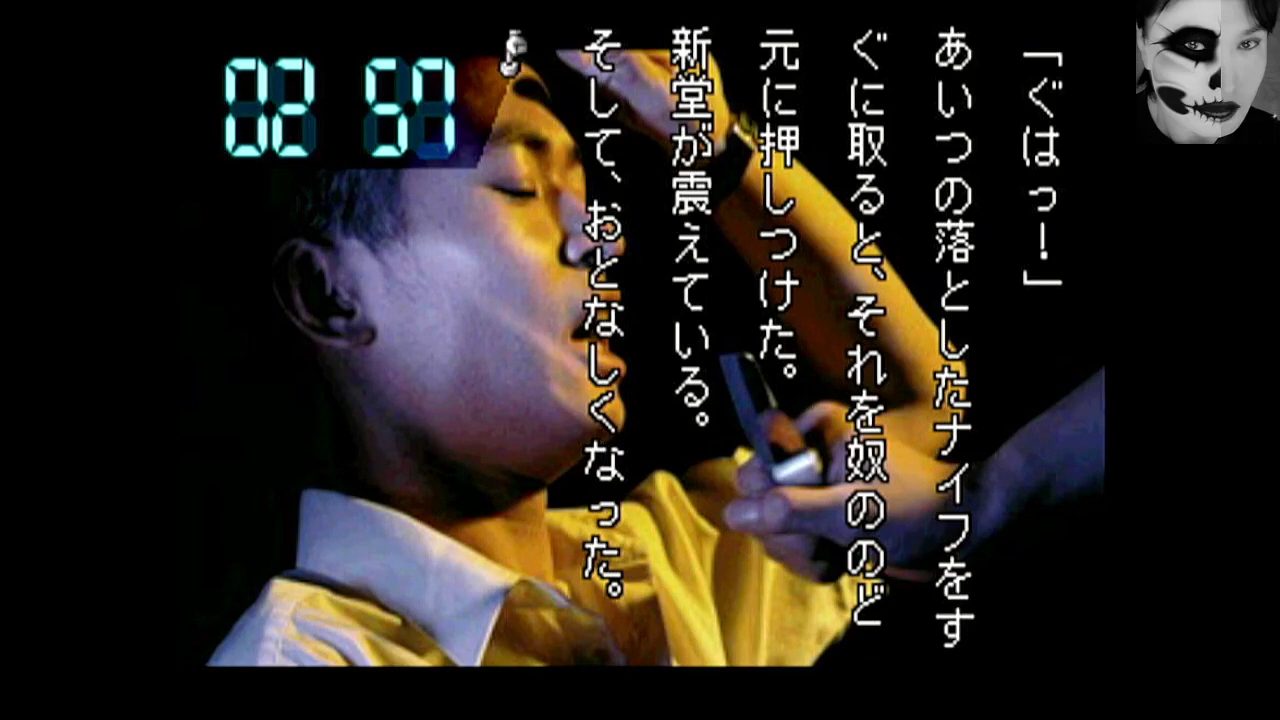 「ぐはっ！」
あいつの落としたナイフをす
ぐに取ると、それを奴ののど
元に押しつけた。
新堂が震えている。
そして、おとなしくなった。
02 57